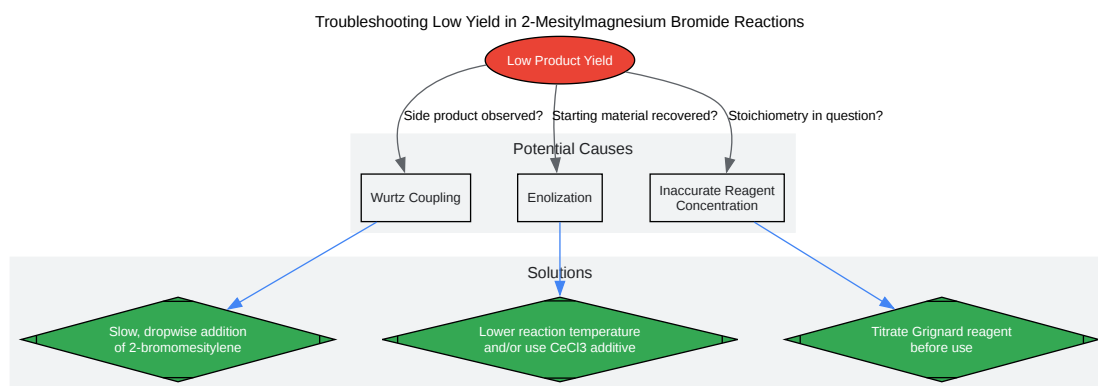 Troubleshooting Low Yield in 2-Mesitylmagnesium Bromide Reactions
Low Product Yield
Side product observed?
Starting material recovered?
Stoichiometry in question?
Potential Causes
Wurtz Coupling
Enolization
Inaccurate Reagent
Concentration
Solutions
Slow, dropwise addition
of 2-bromomesitylene
Lower reaction temperature
and/or use CeCl3 additive
Titrate Grignard reagent
before use